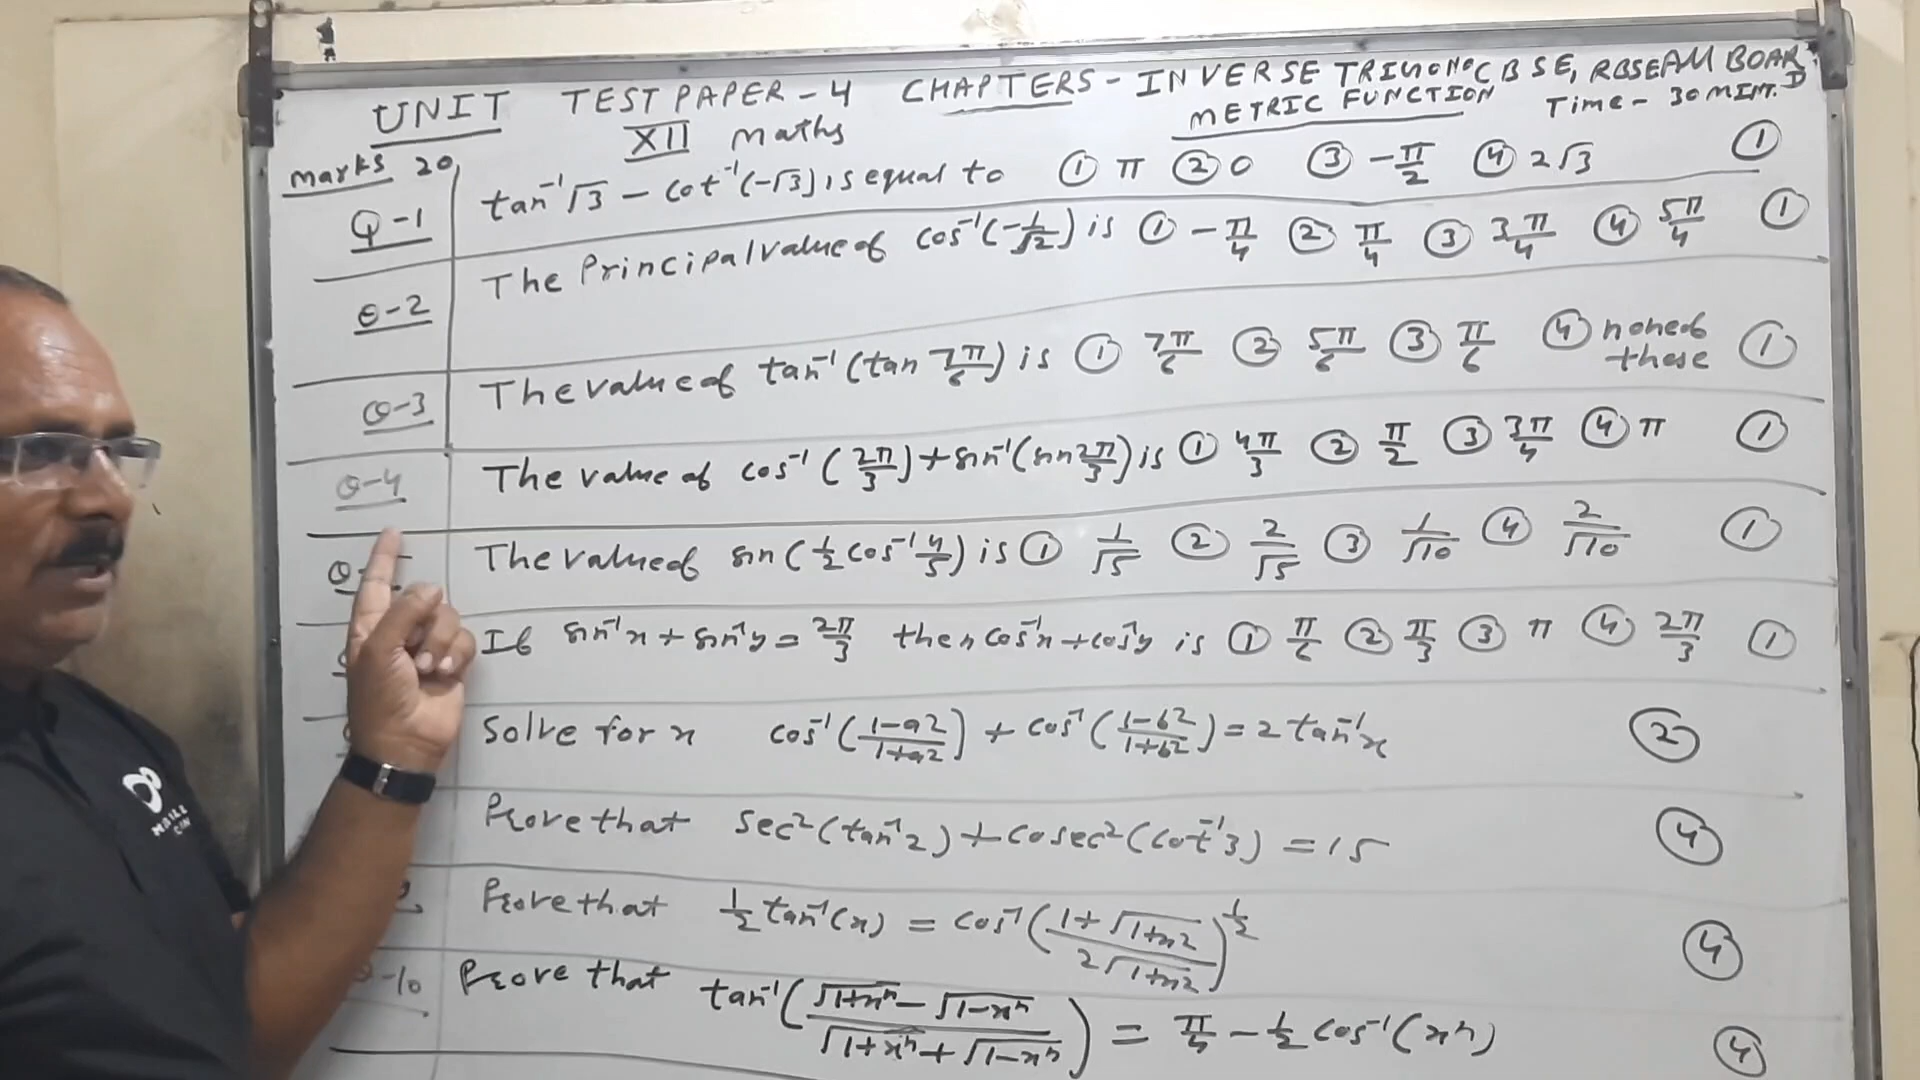 UNIT TEST PAPER - 4 CHAPTERS - INVERSE TRIGONO CBSE, RBSE All BOARD
XII Maths METRIC FUNCTION Time - 30 MINT.
Marks 20
Q-1 tan⁻¹√3 - cot⁻¹(-√3) is equal to ① π ② 0 ③ -π/2 ④ 2√3 ①
Q-2 The Principal value of cos⁻¹(-1/√2) is ① -π/4 ② π/4 ③ 3π/4 ④ 5π/4 ①
Q-3 The value of tan⁻¹(tan 7π/6) is ① 7π/6 ② 5π/6 ③ π/6 ④ none of these ①
Q-4 The value of cos⁻¹(2π/3) + sin⁻¹(sin 2π/3) is ① 4π/3 ② π/2 ③ 3π/4 ④ π ①
Q- The value of sin(1/2 cos⁻¹ 4/5) is ① 1/√5 ② 2/√5 ③ 1/√10 ④ 2/√10 ①
If sin⁻¹x + sin⁻¹y = 2π/3 then cos⁻¹x + cos⁻¹y is ① π/6 ② π/3 ③ π ④ 2π/3 ①
Solve for x cos⁻¹(1-a²/1+a²) + cos⁻¹(1-b²/1+b²) = 2 tan⁻¹x ②
Prove that sec²(tan⁻¹2) + cosec²(cot⁻¹3) = 15 ④
Prove that 1/2 tan⁻¹(x) = cos⁻¹(1+√1+x²/2√1+x²)^1/2 ④
-10 Prove that tan⁻¹(√1+xⁿ - √1-xⁿ/√1+xⁿ + √1-xⁿ) = π/4 - 1/2 cos⁻¹(xⁿ) ④